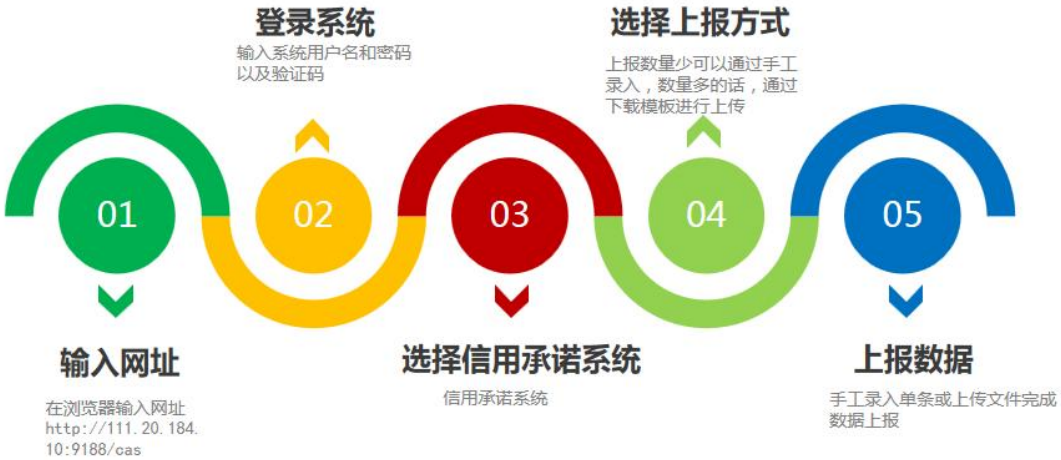 01
输入网址
在浏览器输入网址
http://111.20.184.
10:9188/cas
02
登录系统
输入系统用户名和密码
以及验证码
03
选择信用承诺系统
信用承诺系统
04
选择上报方式
上报数量少可以通过手工
录入，数量多的话，通过
下载模板进行上传
05
上报数据
手工录入单条或上传文件完成
数据上报